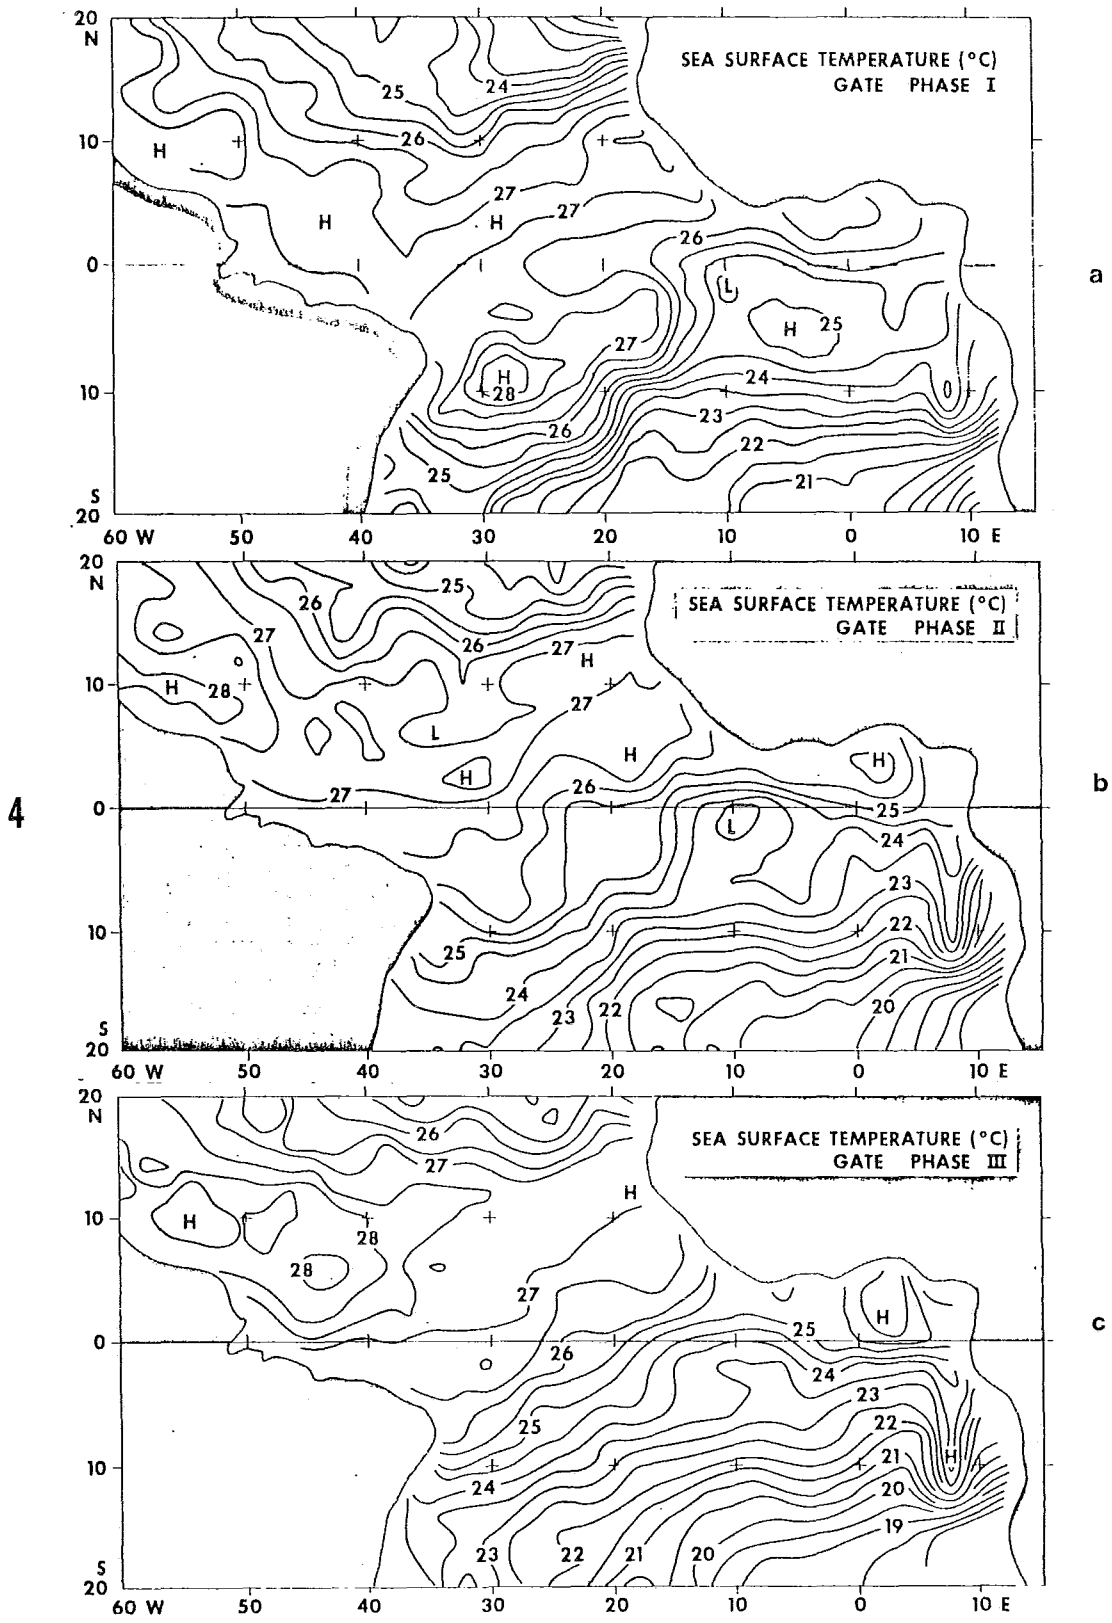 20
N
SEA SURFACE TEMPERATURE (°C)
GATE PHASE I
25
24
10
26
H
27
H
H
27
26
0
L
a
H
25
27
H
28
24
10
23
26
22
25
21
S
20
60 W 50 40 30 20 10 0 10 E
20
N
25
SEA SURFACE TEMPERATURE (°C)
GATE PHASE II
26
27
26
27
H
10
H
28
27
L
H
H
H
26
b
27
25
4
0
L
24
23
22
10
25
21
24
22
20
23
S
20
60 W 50 40 30 20 10 0 10 E
20
N
26
SEA SURFACE TEMPERATURE (°C)
GATE PHASE III
27
H
10
H
28
28
27
H
25
c
0
26
24
23
25
22
H
21
10
24
20
19
23
22
21
20
S
20
60 W 50 40 30 20 10 0 10 E